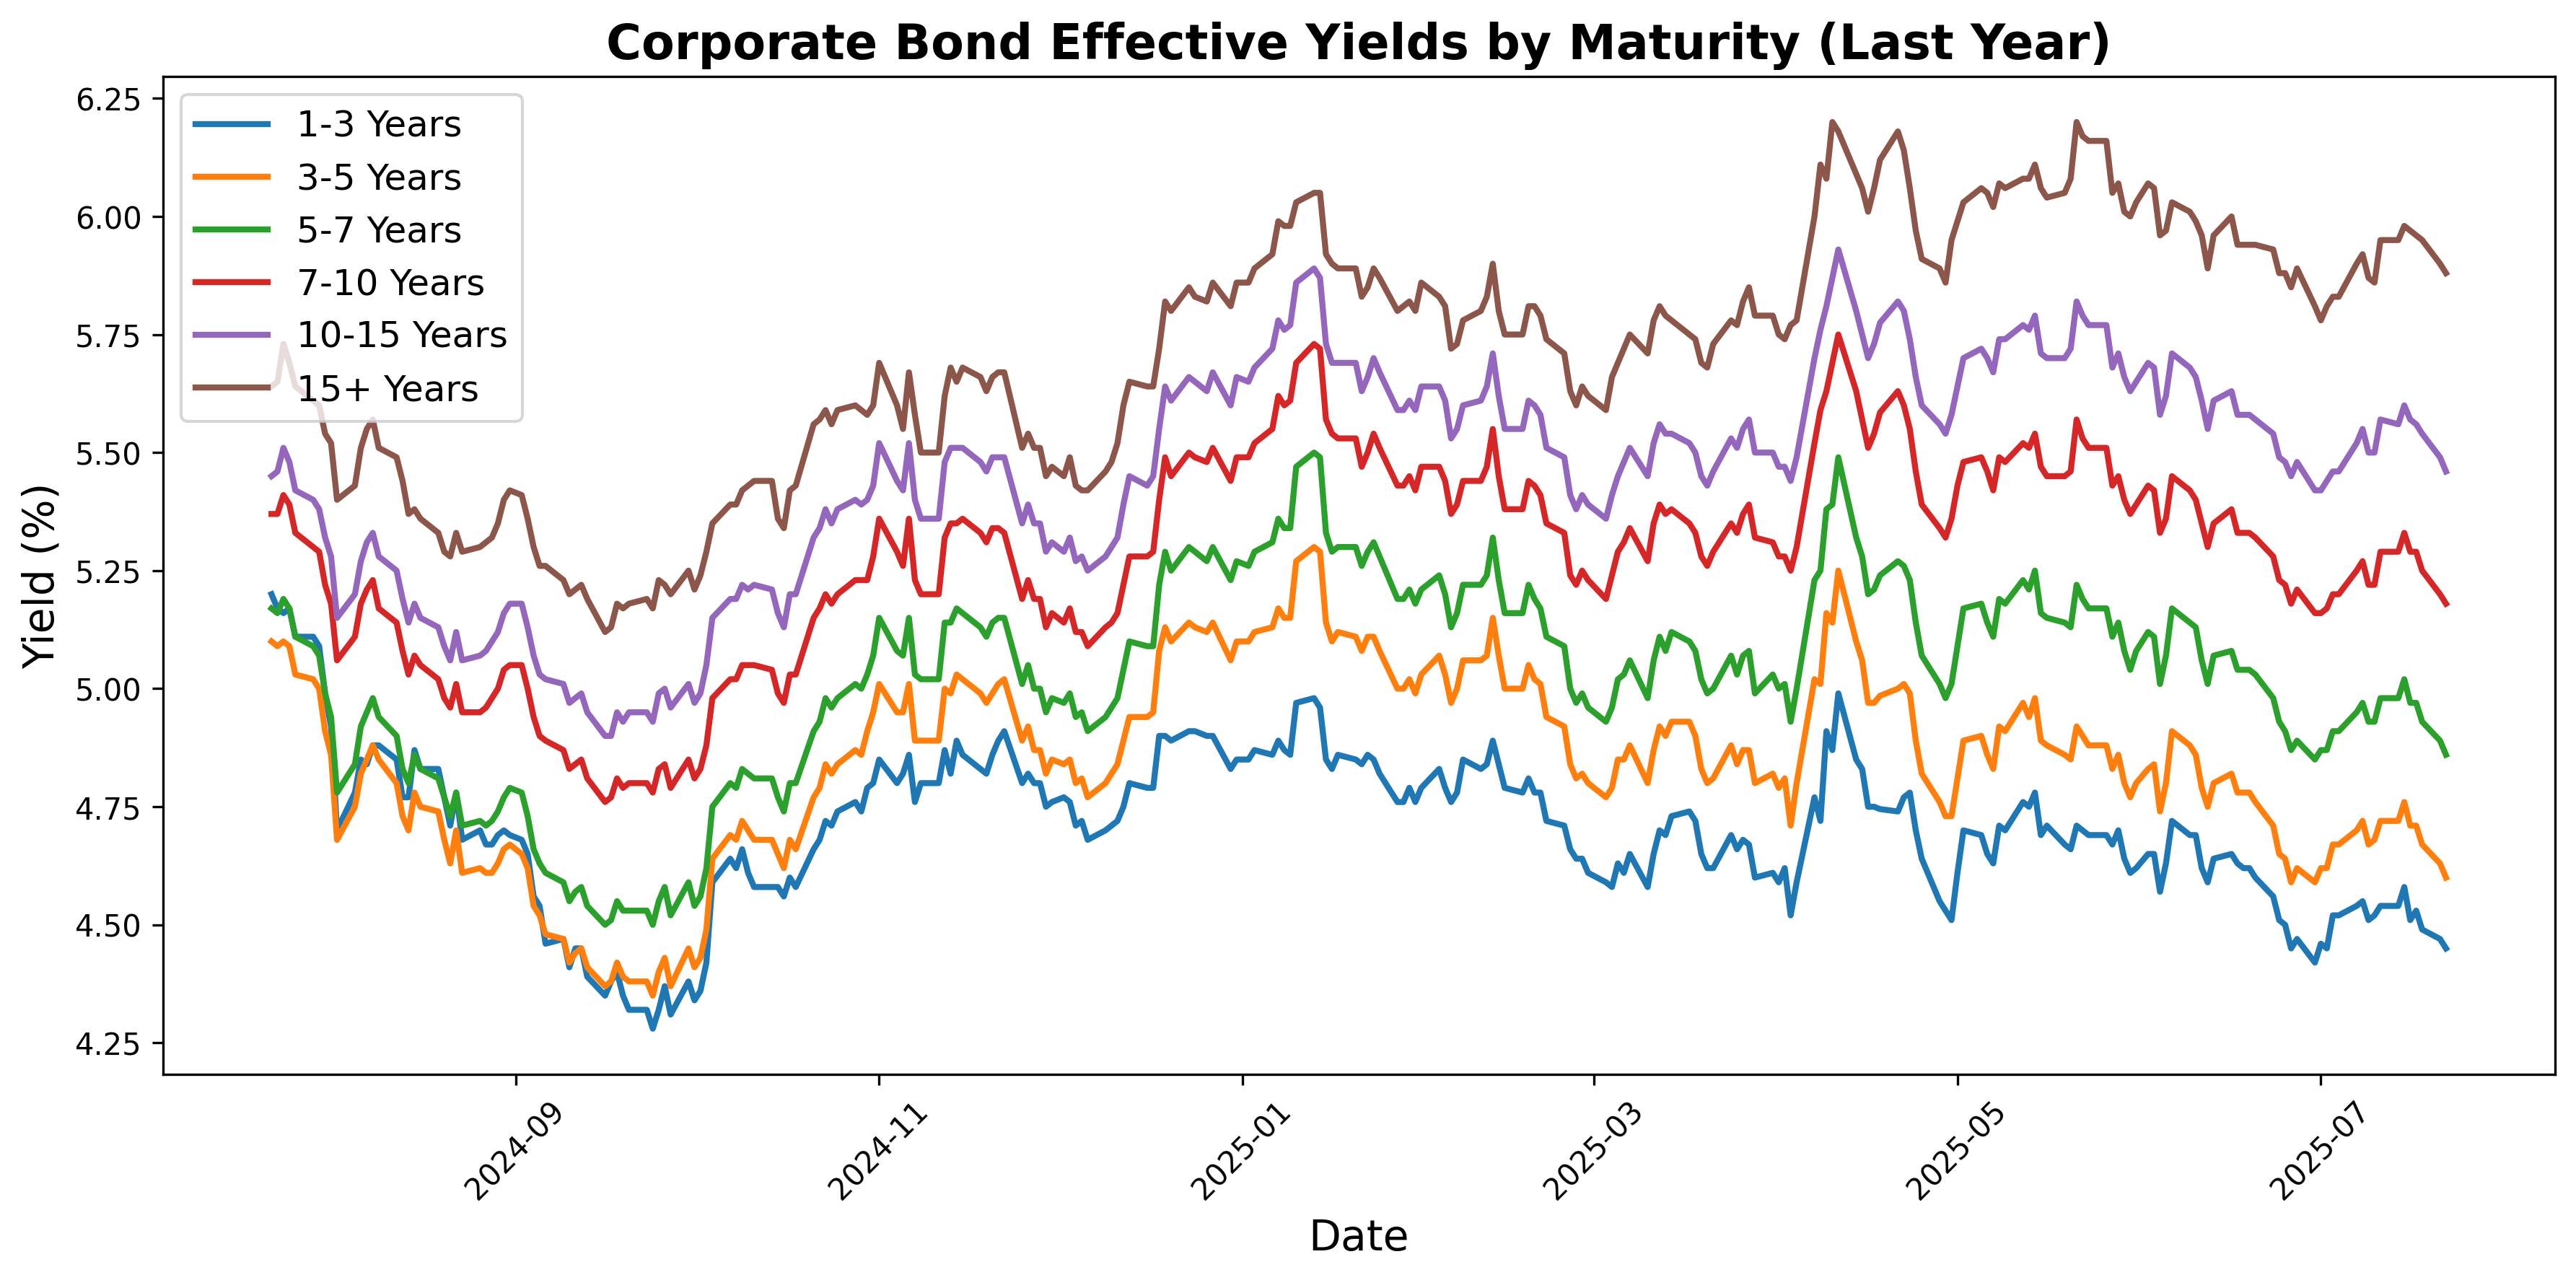 Corporate Bond Effective Yields by Maturity (Last Year)
6.25
6.00
5.75
5.50
5.25
5.00
4.75
4.50
4.25
Yield (%)
1-3 Years
3-5 Years
5-7 Years
7-10 Years
10-15 Years
15+ Years
2024-09
2024-11
2025-01
2025-03
2025-05
2025-07
Date